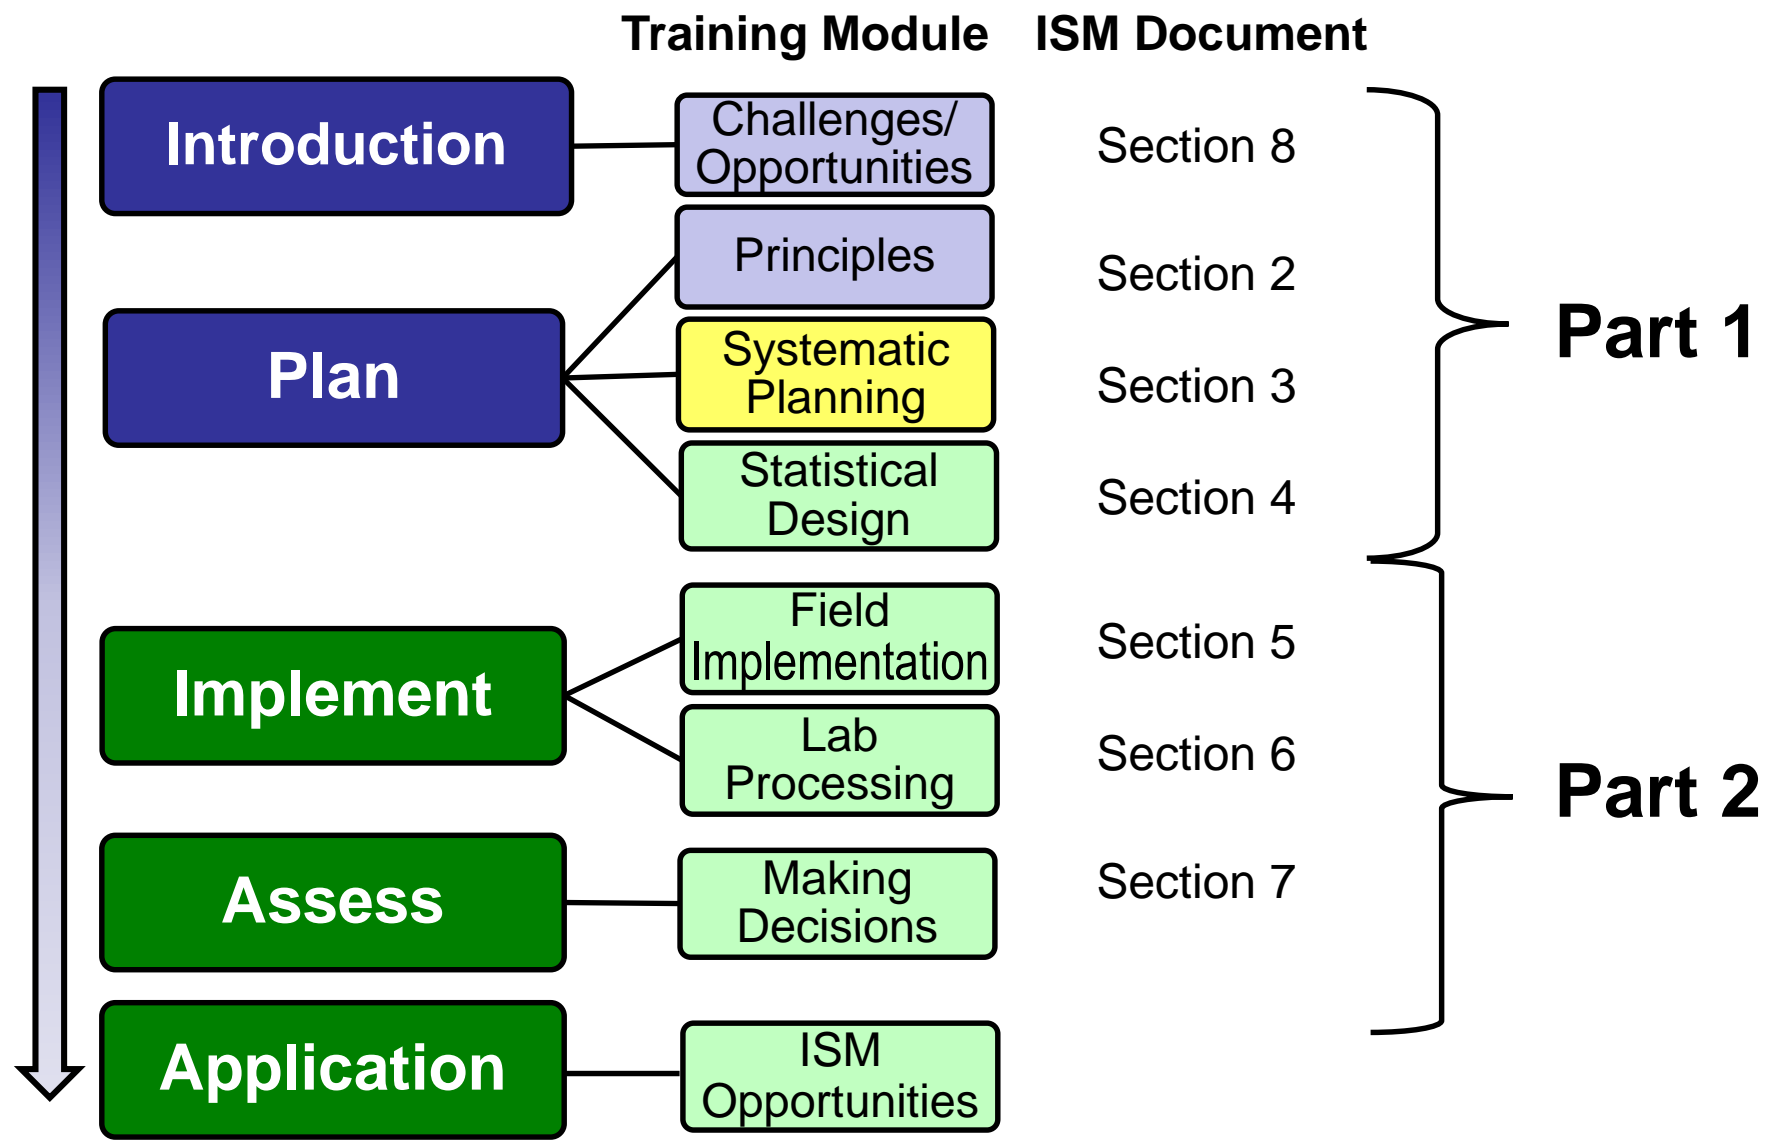 Training Module ISM Document
Introduction
Challenges/
Opportunities
Section 8
Plan
Principles
Section 2
Systematic
Planning
Section 3
Statistical
Design
Section 4
Part 1
Implement
Field
Implementation
Section 5
Lab
Processing
Section 6
Assess
Making
Decisions
Section 7
Application
ISM
Opportunities
Part 2